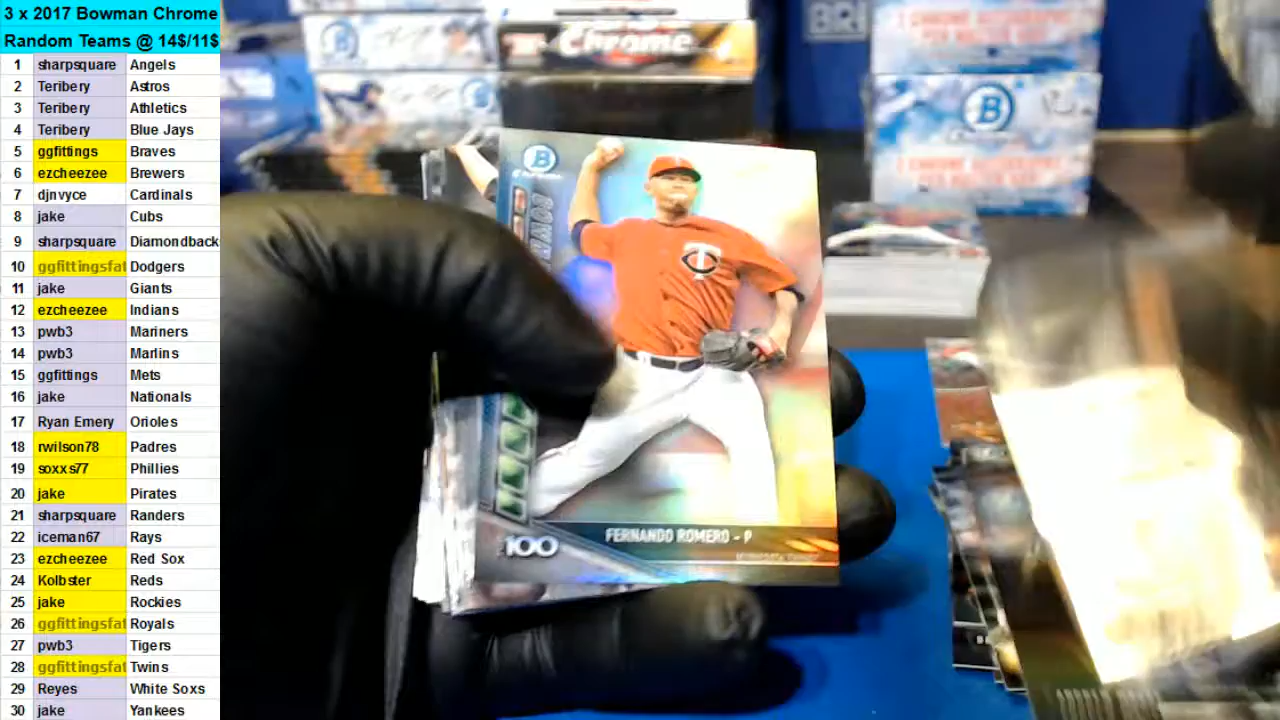 3 x 2017 Bowman Chrome
Random Teams @ 14$/11$
1 sharpsquare Angels
2 Teribery Astros
3 Teribery Athletics
4 Teribery Blue Jays
5 ggfittings Braves
6 ezcheezee Brewers
7 djnvyce Cardinals
8 jake Cubs
9 sharpsquare Diamondback
10 ggfittingsfat Dodgers
11 jake Giants
12 ezcheezee Indians
13 pwb3 Mariners
14 pwb3 Marlins
15 ggfittings Mets
16 jake Nationals
17 Ryan Emery Orioles
18 rwilson78 Padres
19 soxxs77 Phillies
20 jake Pirates
21 sharpsquare Randers
22 iceman67 Rays
23 ezcheezee Red Sox
24 Kolbster Reds
25 jake Rockies
26 ggfittingsfat Royals
27 pwb3 Tigers
28 ggfittingsfat Twins
29 Reyes White Soxs
30 jake Yankees
Chrome
BRI
B
B
TC
FERNANDO ROMERO - P
100